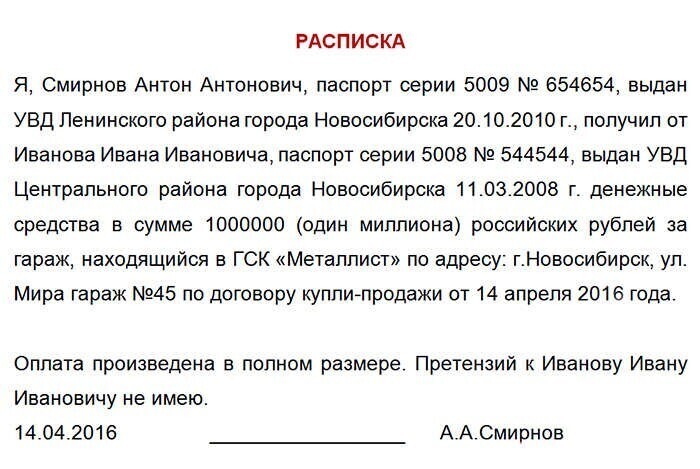 РАСПИСКА
Я, Смирнов Антон Антонович, паспорт серии 5009 № 654654, выдан
УВД Ленинского района города Новосибирска 20.10.2010 г., получил от
Иванова Ивана Ивановича, паспорт серии 5008 № 544544, выдан УВД
Центрального района города Новосибирска 11.03.2008 г. денежные
средства в сумме 1000000 (один миллиона) российских рублей за
гараж, находящийся в ГСК «Металлист» по адресу: г.Новосибирск, ул.
Мира гараж №45 по договору купли-продажи от 14 апреля 2016 года.
Оплата произведена в полном размере. Претензий к Иванову Ивану
Ивановичу не имею.
14.04.2016 _________________ А.А.Смирнов